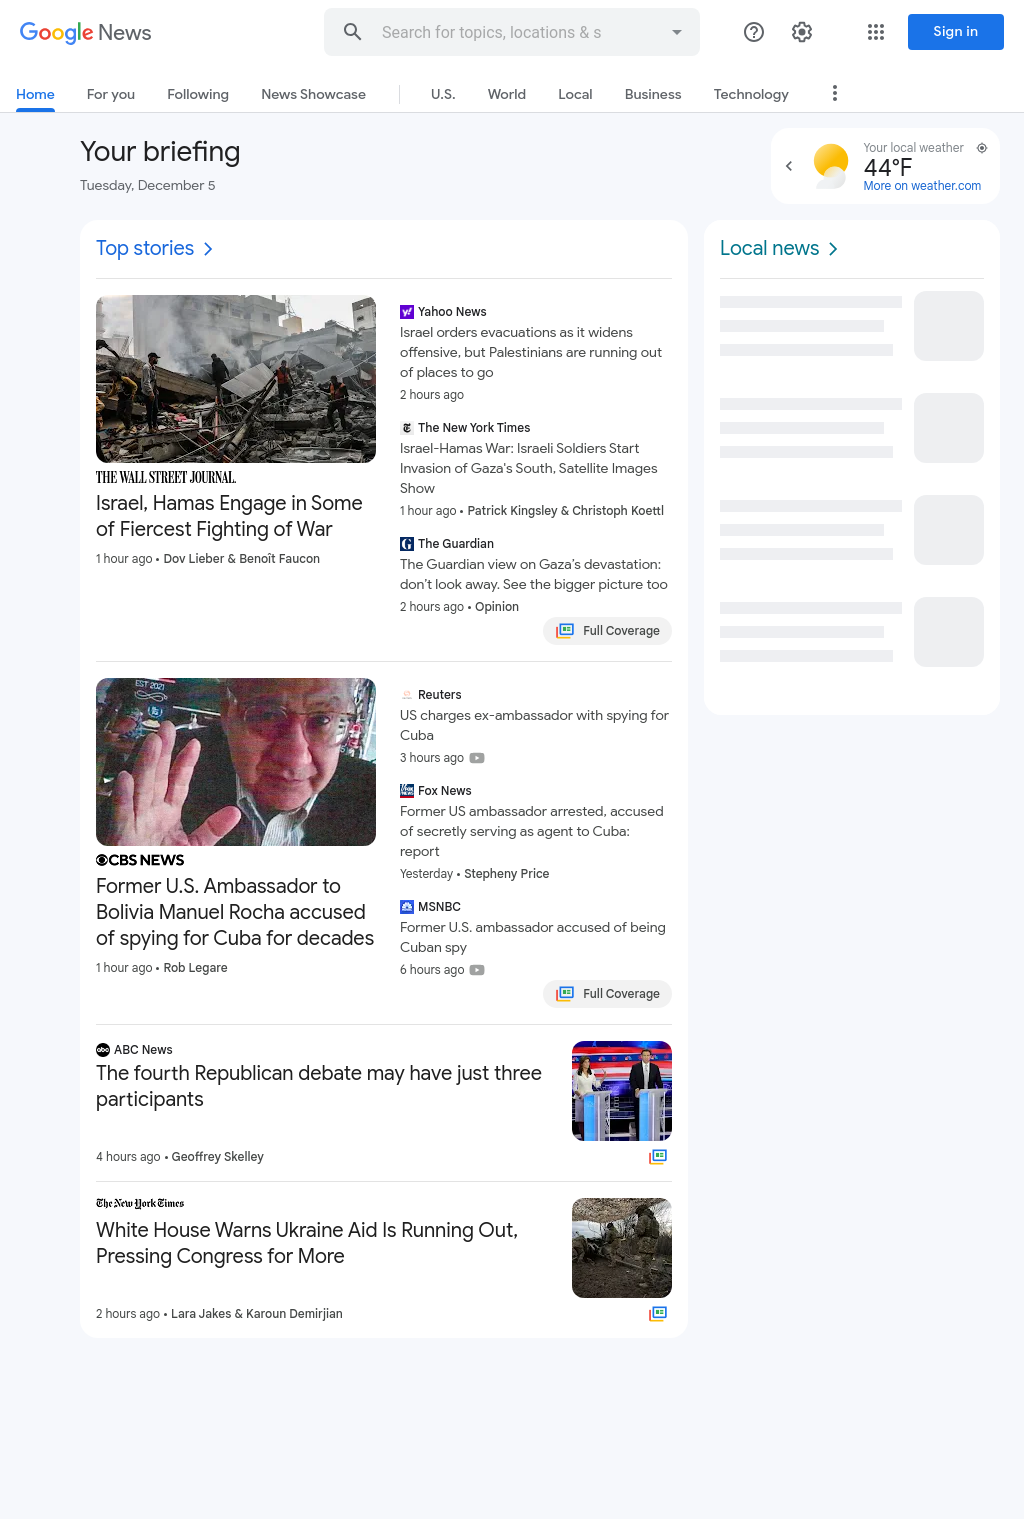 Google News
Search for topics, locations & s
Sign in
Home
For you
Following
News Showcase
U.S.
World
Local
Business
Technology
Your briefing
Tuesday, December 5
Your local weather
44°F
More on weather.com
Top stories
THE WALL STREET JOURNAL.
Israel, Hamas Engage in Some
of Fiercest Fighting of War
1 hour ago • Dov Lieber & Benoît Faucon
Yahoo News
Israel orders evacuations as it widens
offensive, but Palestinians are running out
of places to go
2 hours ago
The New York Times
Israel-Hamas War: Israeli Soldiers Start
Invasion of Gaza's South, Satellite Images
Show
1 hour ago • Patrick Kingsley & Christoph Koettl
The Guardian
The Guardian view on Gaza's devastation:
don't look away. See the bigger picture too
2 hours ago • Opinion
Full Coverage
EST 2021
CBS NEWS
Former U.S. Ambassador to
Bolivia Manuel Rocha accused
of spying for Cuba for decades
1 hour ago • Rob Legare
Reuters
US charges ex-ambassador with spying for
Cuba
3 hours ago
Fox News
Former US ambassador arrested, accused
of secretly serving as agent to Cuba:
report
Yesterday • Stepheny Price
MSNBC
Former U.S. ambassador accused of being
Cuban spy
6 hours ago
Full Coverage
abc
ABC News
The fourth Republican debate may have just three
participants
4 hours ago • Geoffrey Skelley
The New York Times
White House Warns Ukraine Aid Is Running Out,
Pressing Congress for More
2 hours ago • Lara Jakes & Karoun Demirjian
Local news